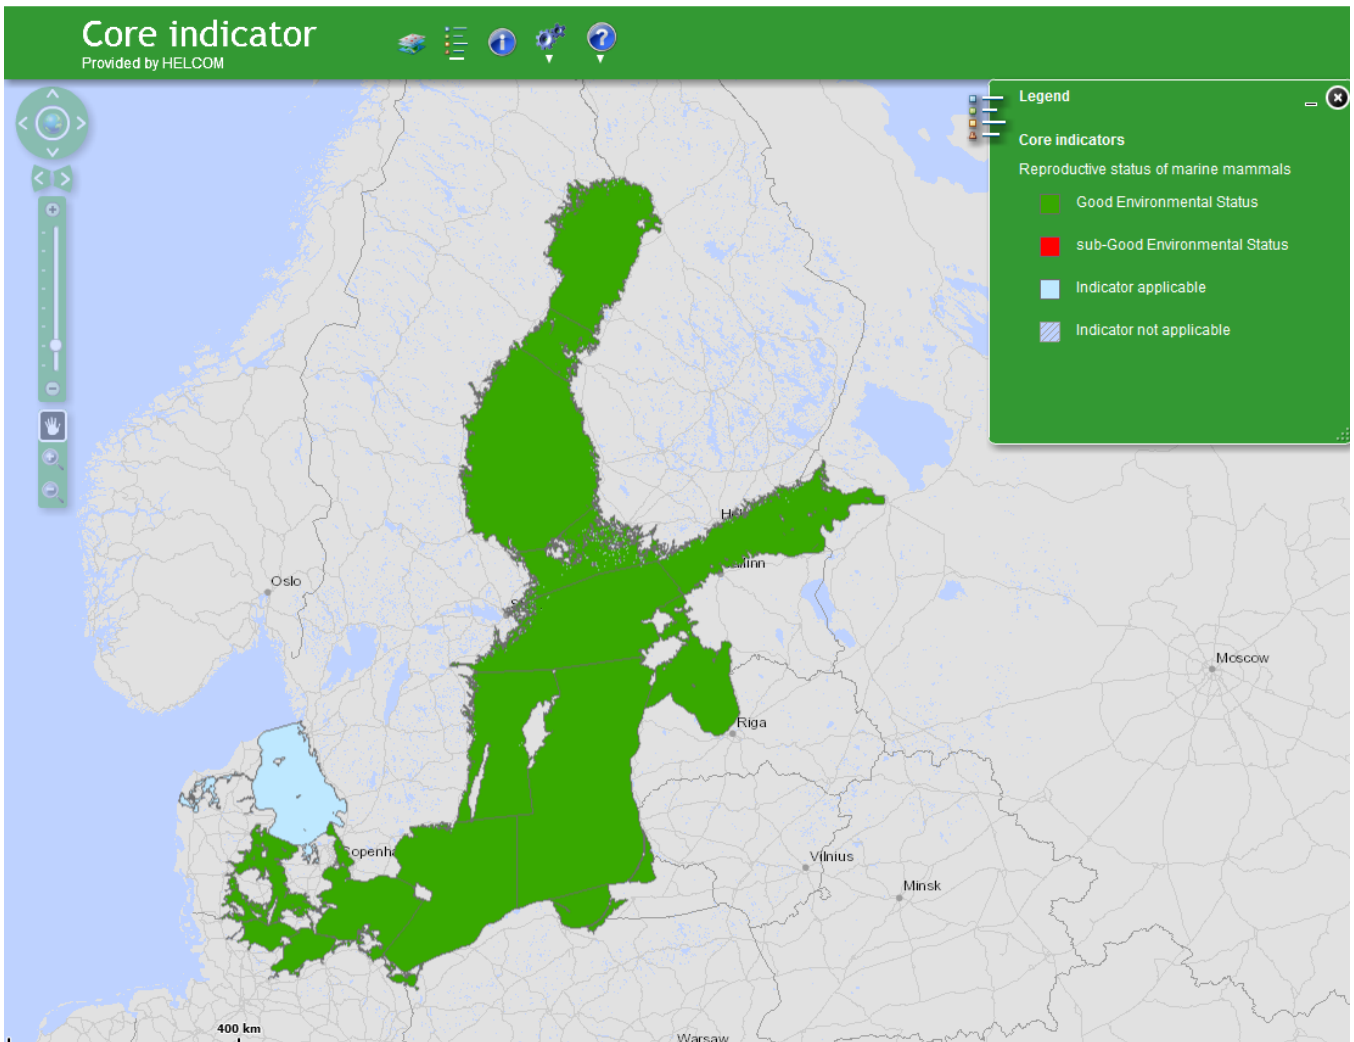 Core indicator
Provided by HELCOM
Legend
Core indicators
Reproductive status of marine mammals
Good Environmental Status
sub-Good Environmental Status
Indicator applicable
Indicator not applicable
Oslo
Moscow
Riga
Vilnius
Minsk
400 km
Warsaw